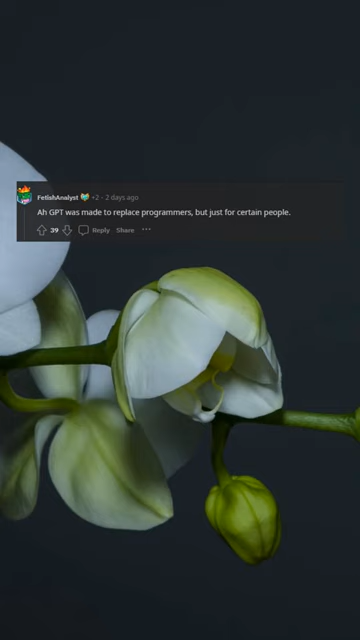 FetishAnalyst +2 · 2 days ago
Ah GPT was made to replace programmers, but just for certain people.
39 Reply Share ...